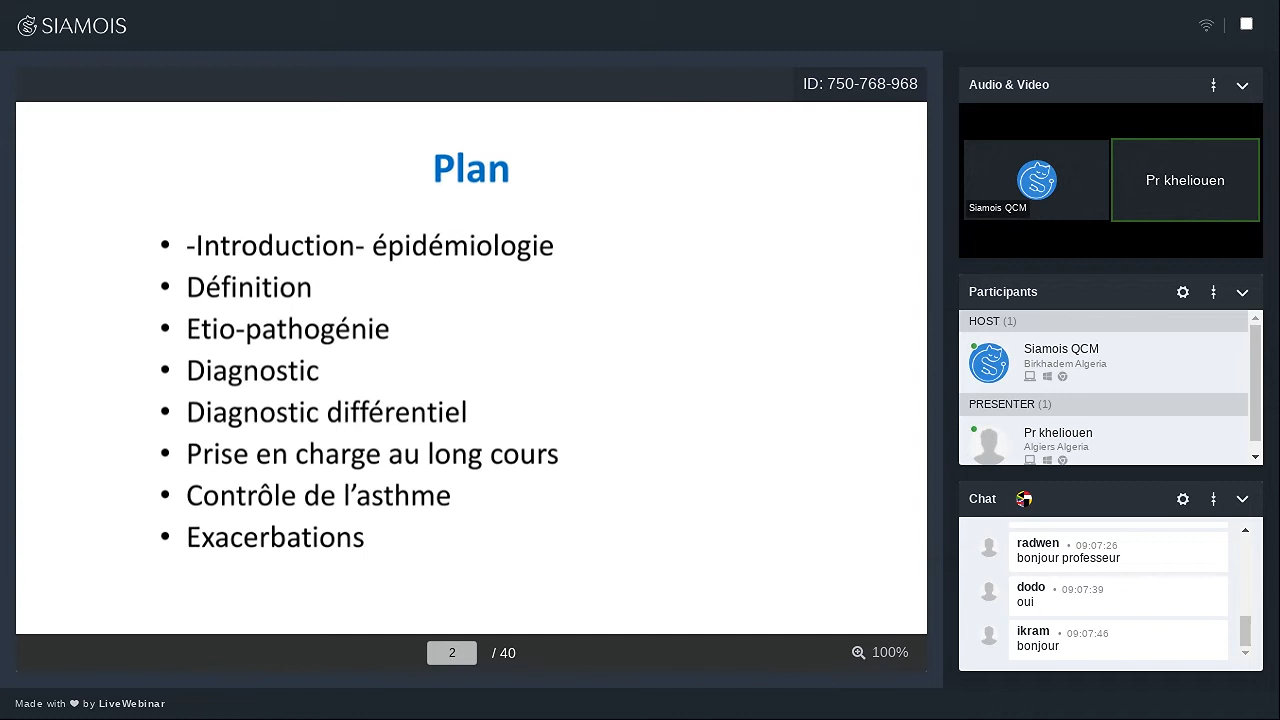 SIAMOIS
ID: 750-768-968
Plan
• -Introduction- épidémiologie
• Définition
• Etio-pathogénie
• Diagnostic
• Diagnostic différentiel
• Prise en charge au long cours
• Contrôle de l’asthme
• Exacerbations
2 / 40
100%
Audio & Video
Siamois QCM
Pr kheliouen
Participants
HOST (1)
Siamois QCM
Birkhadem Algeria
PRESENTER (1)
Pr kheliouen
Algiers Algeria
Chat
radwen • 09:07:26
bonjour professeur
dodo • 09:07:39
oui
ikram • 09:07:46
bonjour
Made with ❤ by LiveWebinar